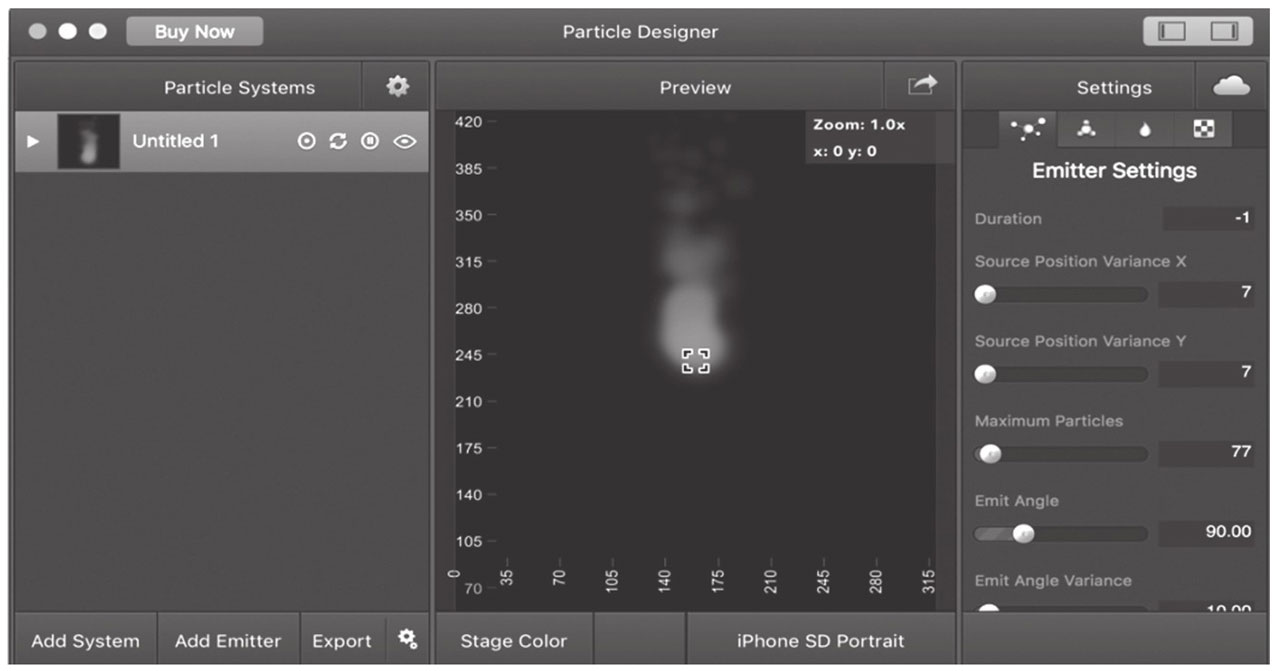 Buy Now
Particle Designer
Particle Systems
Preview
Settings
Untitled 1
Zoom: 1.0x
x: 0 y: 0
420
385
350
315
280
245
210
175
140
105
70
0
35
70
105
140
175
210
245
280
315
Emitter Settings
Duration -1
Source Position Variance X
7
Source Position Variance Y
7
Maximum Particles
77
Emit Angle
90.00
Emit Angle Variance
10.00
Add System
Add Emitter
Export
Stage Color
iPhone SD Portrait